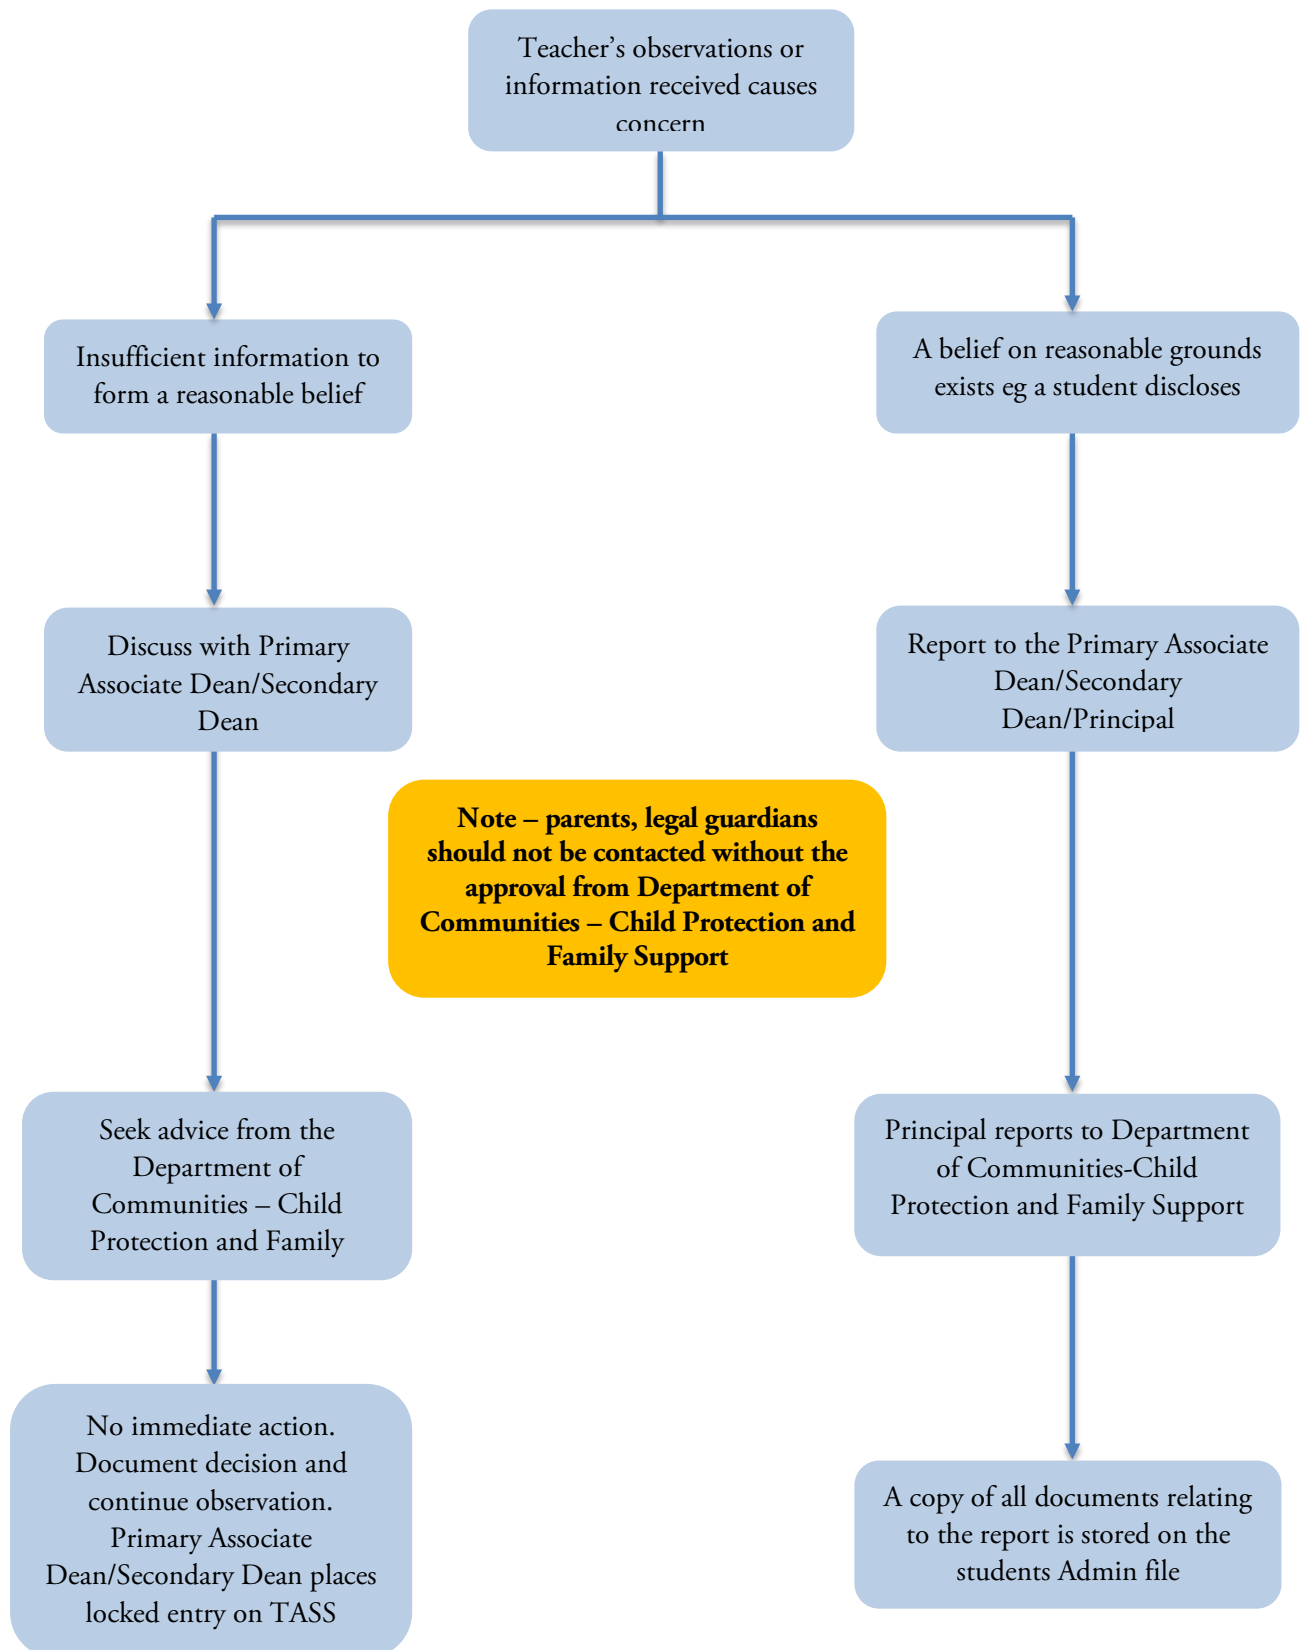 Teacher’s observations or
information received causes
concern
Insufficient information to
form a reasonable belief
A belief on reasonable grounds
exists eg a student discloses
Discuss with Primary
Associate Dean/Secondary
Dean
Report to the Primary Associate
Dean/Secondary
Dean/Principal
Note – parents, legal guardians
should not be contacted without the
approval from Department of
Communities – Child Protection and
Family Support
Seek advice from the
Department of
Communities – Child
Protection and Family
Principal reports to Department
of Communities-Child
Protection and Family Support
No immediate action.
Document decision and
continue observation.
Primary Associate
Dean/Secondary Dean places
locked entry on TASS
A copy of all documents relating
to the report is stored on the
students Admin file